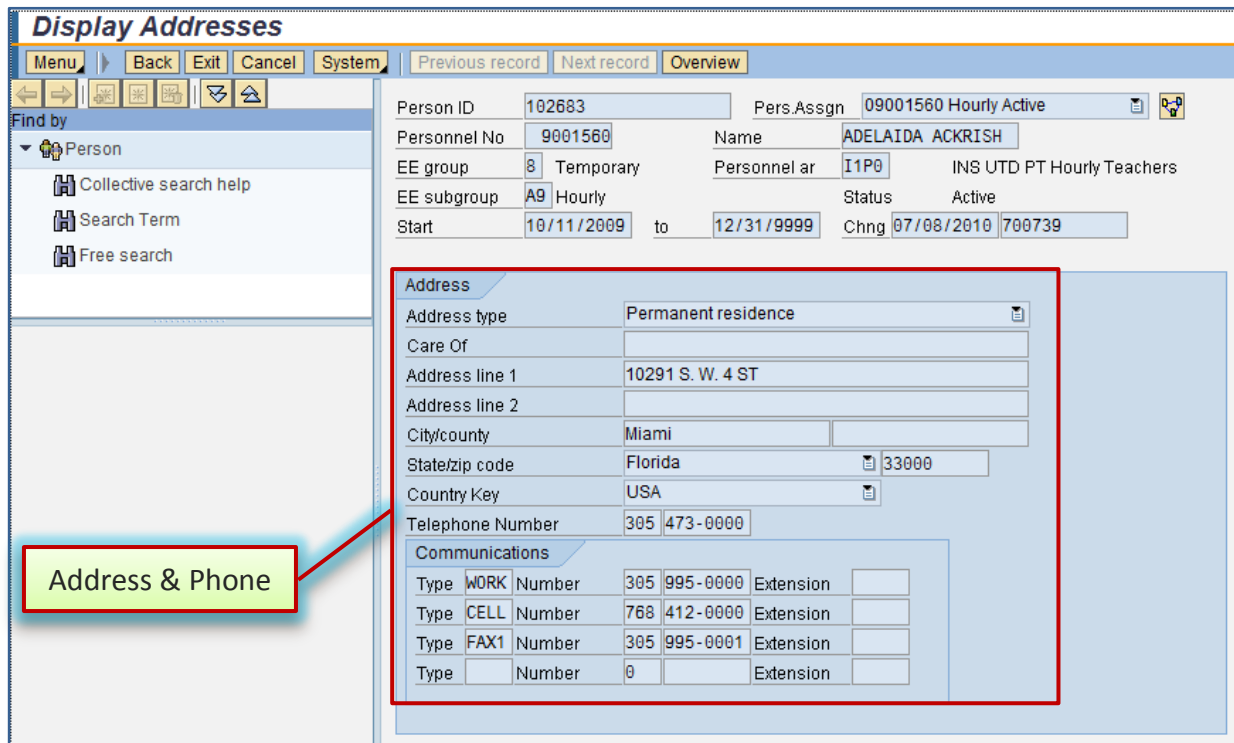 Display Addresses
Menu Back Exit Cancel System Previous record Next record Overview
Find by
Person
Collective search help
Search Term
Free search
Person ID 102683 Pers.Assgn 09001560 Hourly Active
Personnel No 9001560 Name ADELAIDA ACKRISH
EE group 8 Temporary Personnel ar I1P0 INS UTD PT Hourly Teachers
EE subgroup A9 Hourly Status Active
Start 10/11/2009 to 12/31/9999 Chng 07/08/2010 700739
Address
Address type Permanent residence
Care Of
Address line 1 10291 S. W. 4 ST
Address line 2
City/county Miami
State/zip code Florida 33000
Country Key USA
Telephone Number 305 473-0000
Communications
Type WORK Number 305 995-0000 Extension
Type CELL Number 768 412-0000 Extension
Type FAX1 Number 305 995-0001 Extension
Type Number 0 Extension
Address & Phone